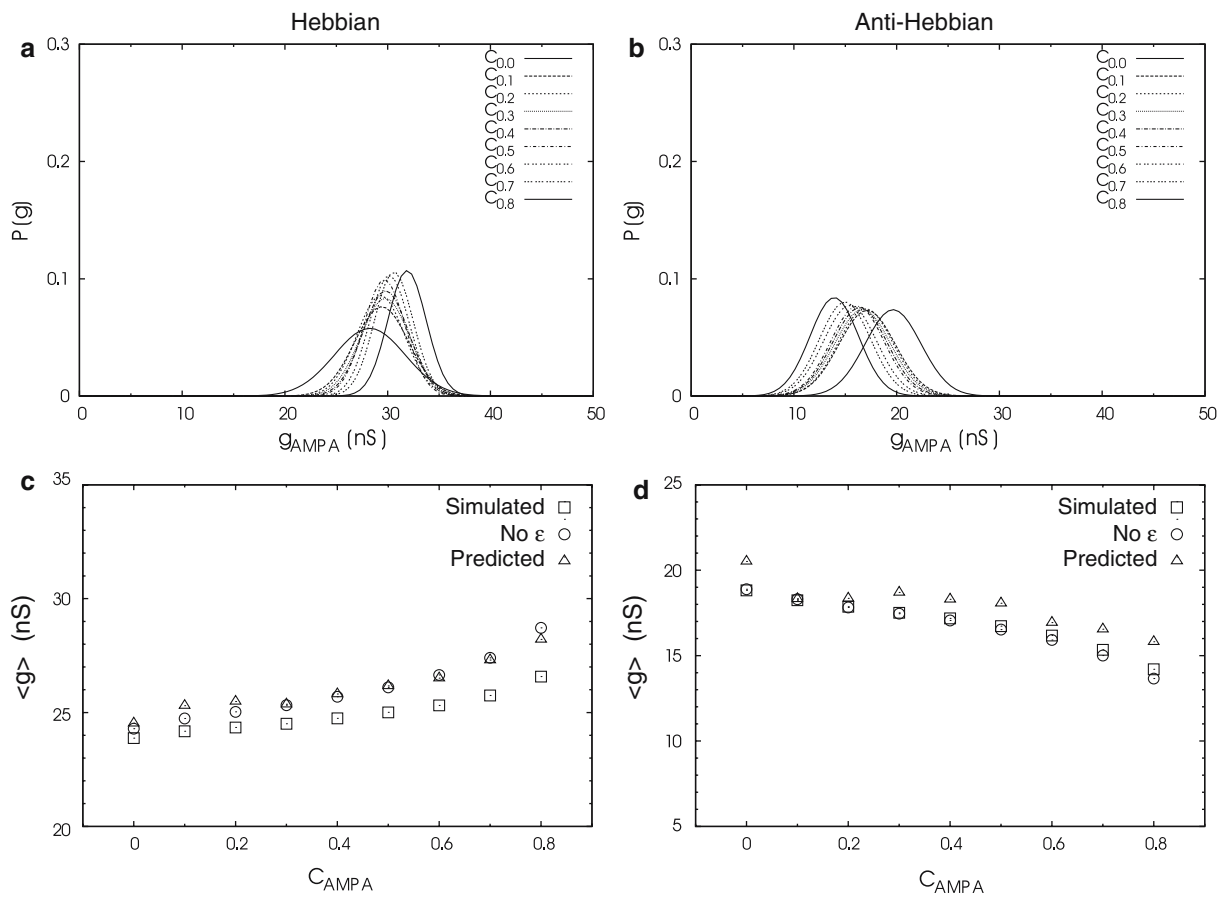 Hebbian
a
0.3
0.2
0.1
0
P(g)
C0.0
C0.1
C0.2
C0.3
C0.4
C0.5
C0.6
C0.7
C0.8
0 10 20 30 40 50
gAMPA (nS)
Anti-Hebbian
b
0.3
0.2
0.1
0
P(g)
C0.0
C0.1
C0.2
C0.3
C0.4
C0.5
C0.6
C0.7
C0.8
0 10 20 30 40 50
gAMPA (nS)
c
35
30
25
20
<g> (nS)
Simulated
No ε
Predicted
0 0.2 0.4 0.6 0.8
CAMPA
d
25
20
15
10
5
<g> (nS)
Simulated
No ε
Predicted
0 0.2 0.4 0.6 0.8
CAMPA